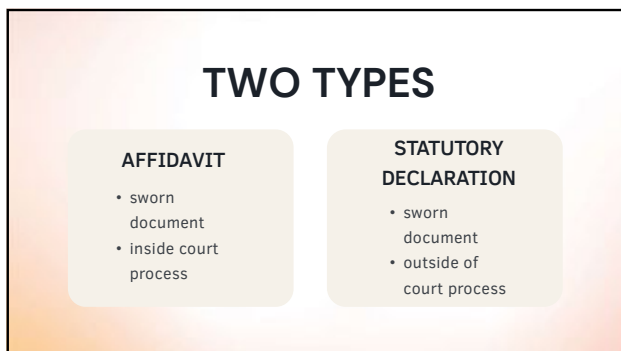 TWO TYPES
AFFIDAVIT
• sworn
document
• inside court
process
STATUTORY
DECLARATION
• sworn
document
• outside of
court process